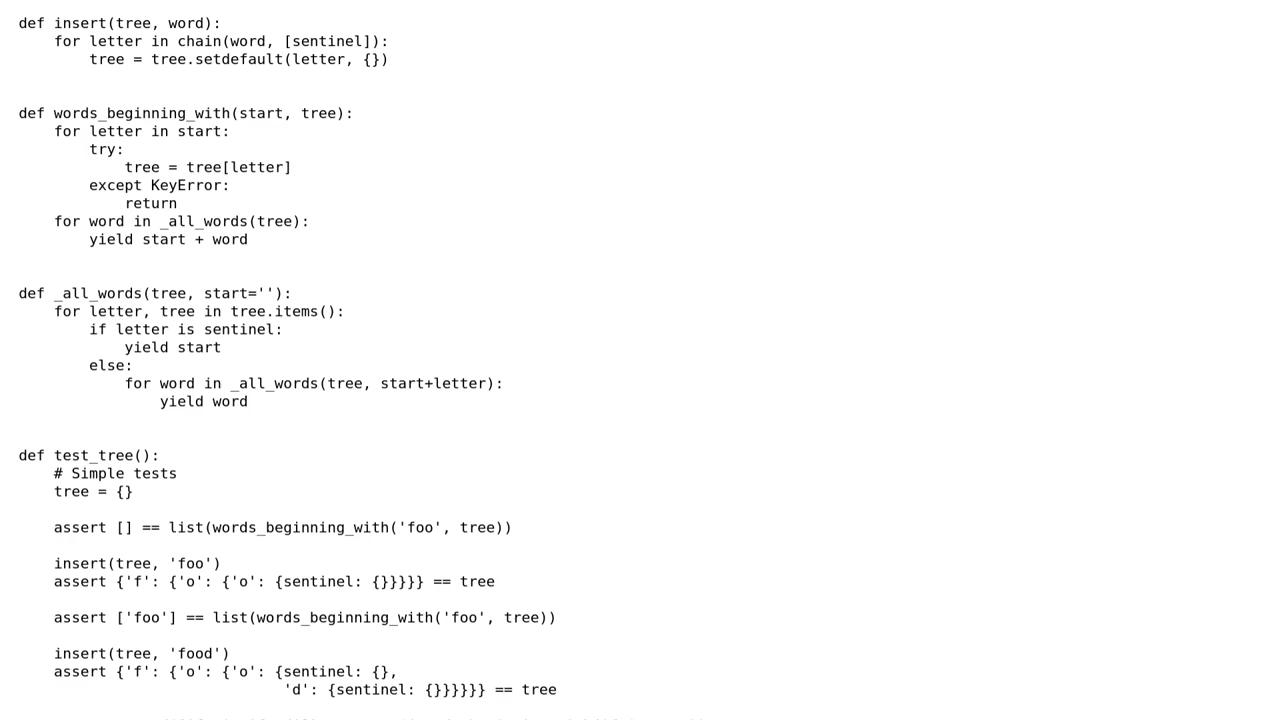 def insert(tree, word):
    for letter in chain(word, [sentinel]):
        tree = tree.setdefault(letter, {})
def words_beginning_with(start, tree):
    for letter in start:
        try:
            tree = tree[letter]
        except KeyError:
            return
    for word in _all_words(tree):
        yield start + word
def _all_words(tree, start=''):
    for letter, tree in tree.items():
        if letter is sentinel:
            yield start
        else:
            for word in _all_words(tree, start+letter):
                yield word
def test_tree():
    # Simple tests
    tree = {}
    assert [] == list(words_beginning_with('foo', tree))
    insert(tree, 'foo')
    assert {'f': {'o': {'o': {sentinel: {}}}}} == tree
    assert ['foo'] == list(words_beginning_with('foo', tree))
    insert(tree, 'food')
    assert {'f': {'o': {'o': {sentinel: {},
                              'd': {sentinel: {}}}}}} == tree